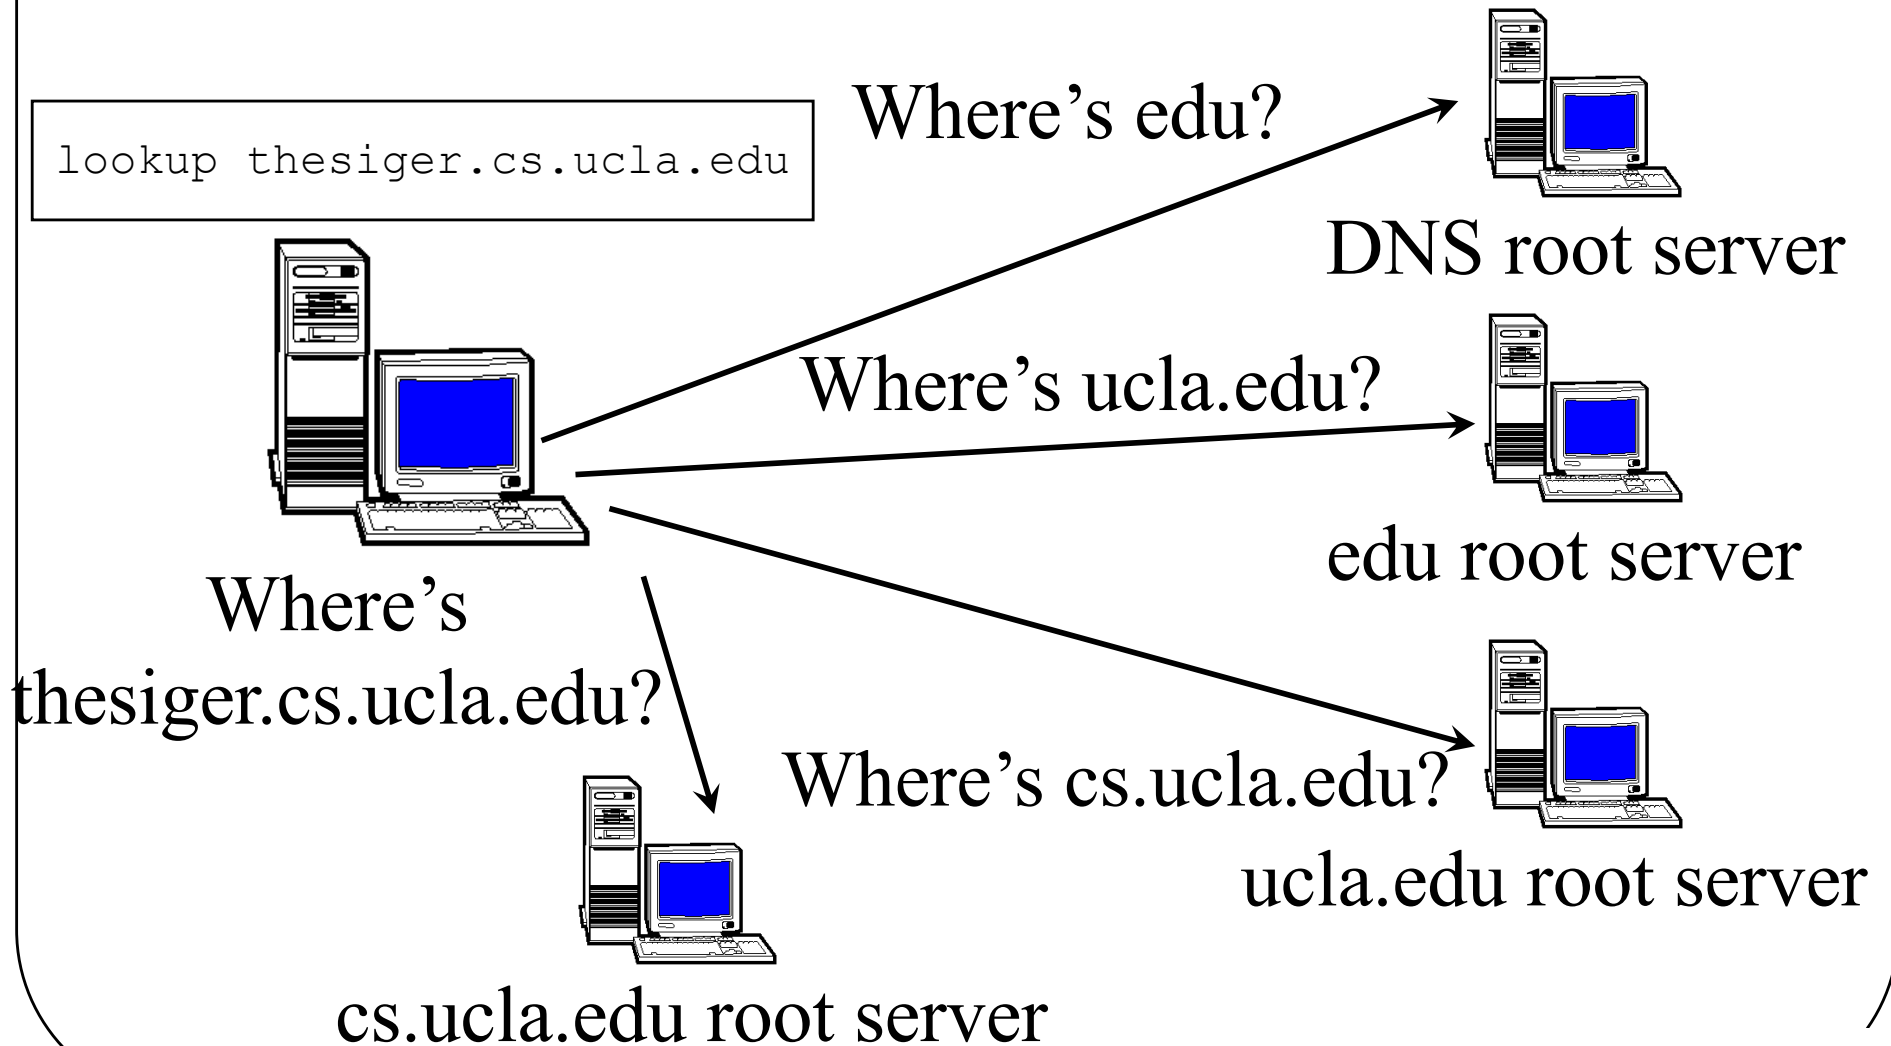 Where’s edu?
lookup thesiger.cs.ucla.edu
DNS root server
Where’s ucla.edu?
edu root server
Where’s
thesiger.cs.ucla.edu?
Where’s cs.ucla.edu?
ucla.edu root server
cs.ucla.edu root server